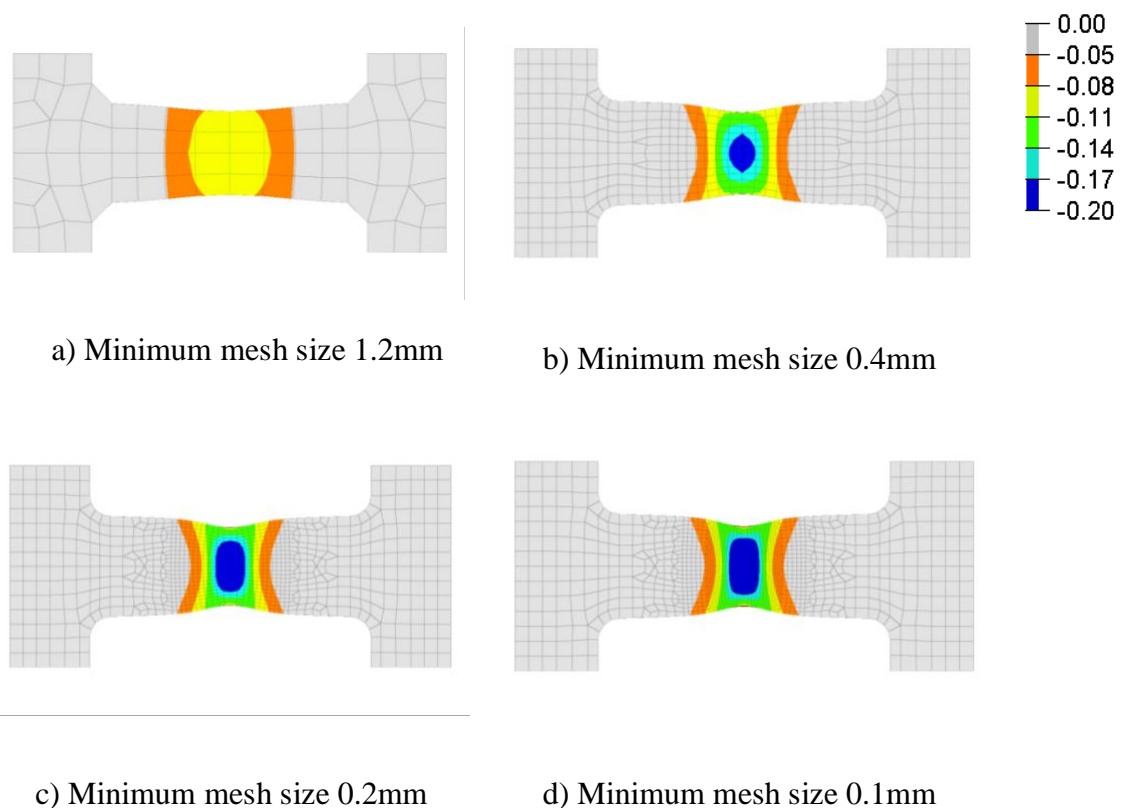 0.00
-0.05
-0.08
-0.11
-0.14
-0.17
-0.20
a) Minimum mesh size 1.2mm
b) Minimum mesh size 0.4mm
c) Minimum mesh size 0.2mm
d) Minimum mesh size 0.1mm